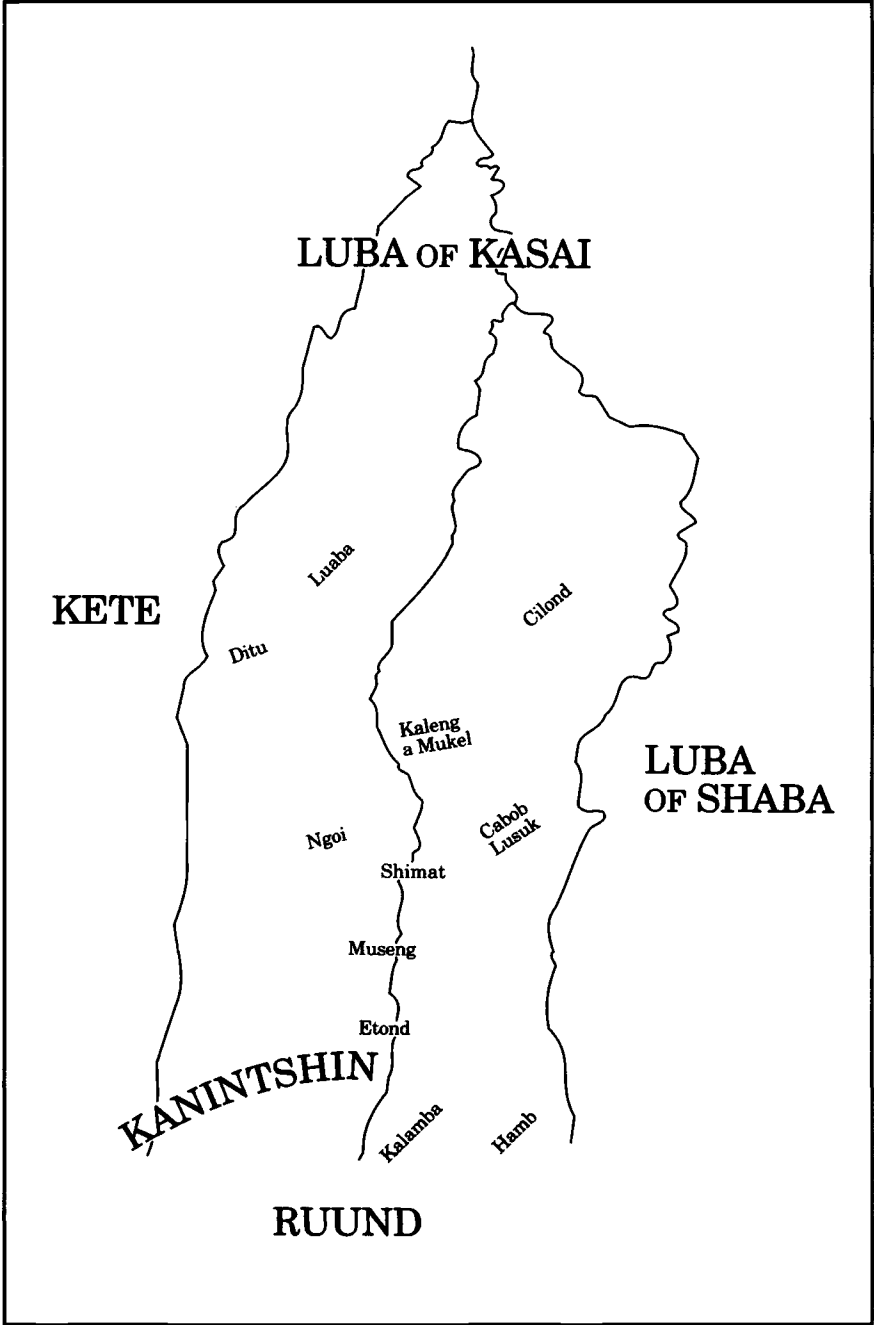 LUBA OF KASAI
Luaba
Cilond
KETE
Ditu
Kaleng
a Mukel
LUBA
OF SHABA
Cabob
Lusuk
Ngoi
Shimat
Museng
Etond
KANINTSHIN
Kalamba
Hamb
RUUND